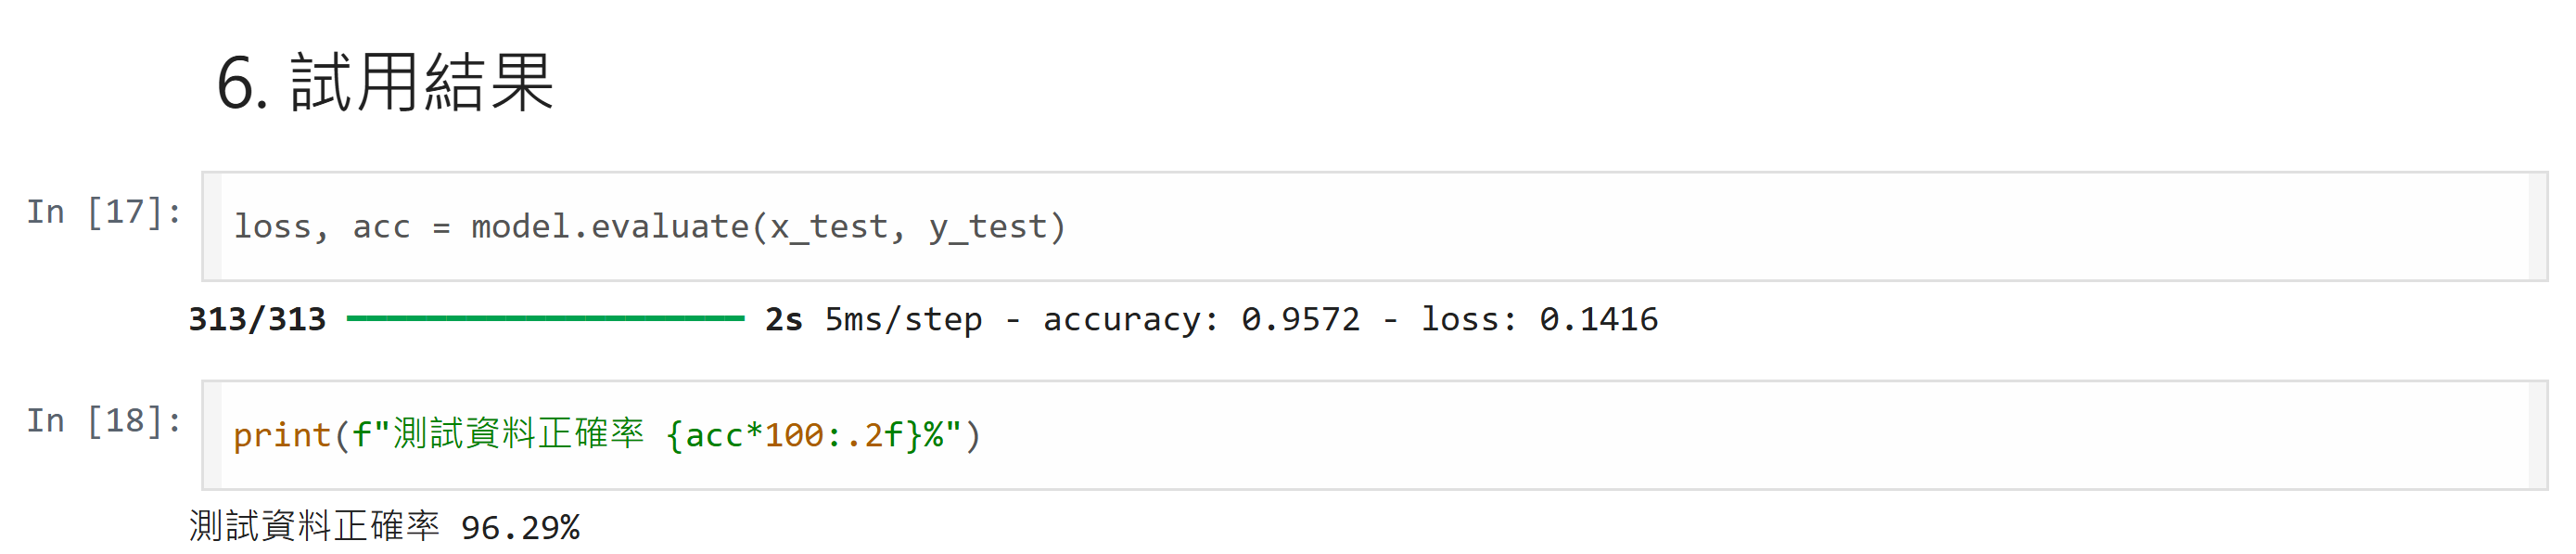 6. 試用結果
In [17]:
loss, acc = model.evaluate(x_test, y_test)
313/313 ━━━━━━━━━━━━━━━━━━━━ 2s 5ms/step - accuracy: 0.9572 - loss: 0.1416
In [18]:
print(f"測試資料正確率 {acc*100:.2f}%")
測試資料正確率 96.29%